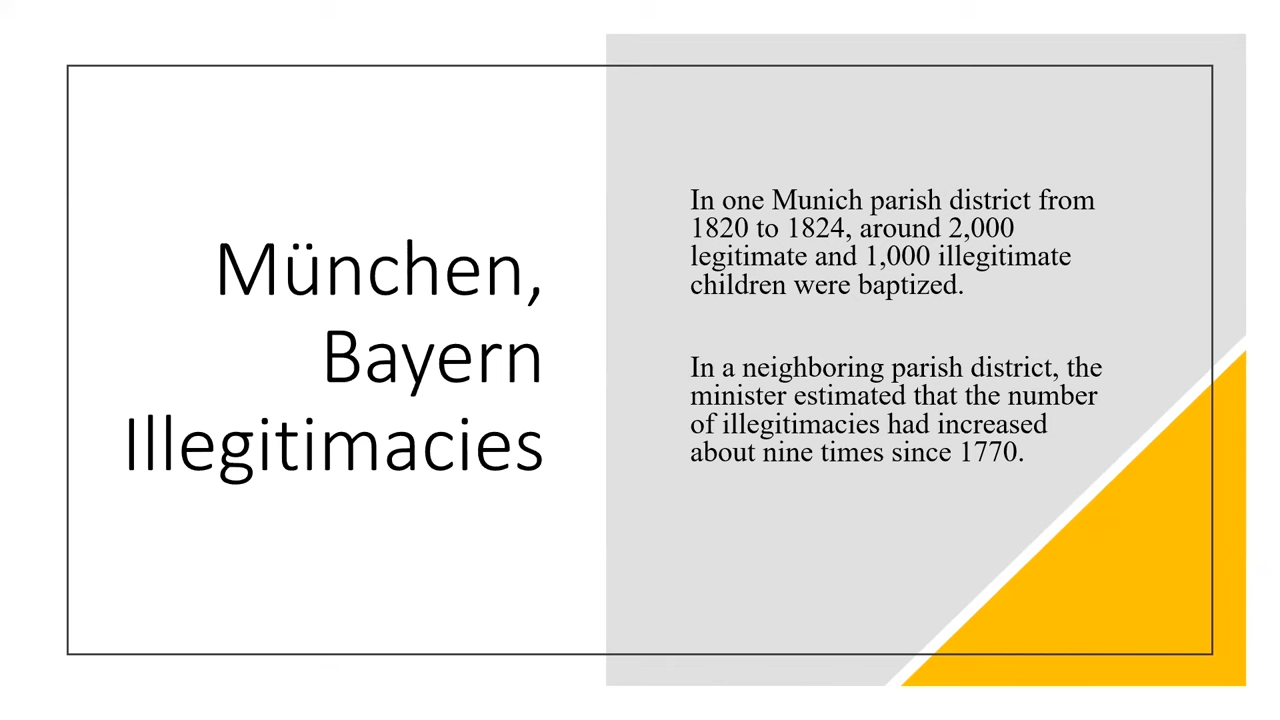 München,
Bayern
Illegitimacies
In one Munich parish district from
1820 to 1824, around 2,000
legitimate and 1,000 illegitimate
children were baptized.
In a neighboring parish district, the
minister estimated that the number
of illegitimacies had increased
about nine times since 1770.